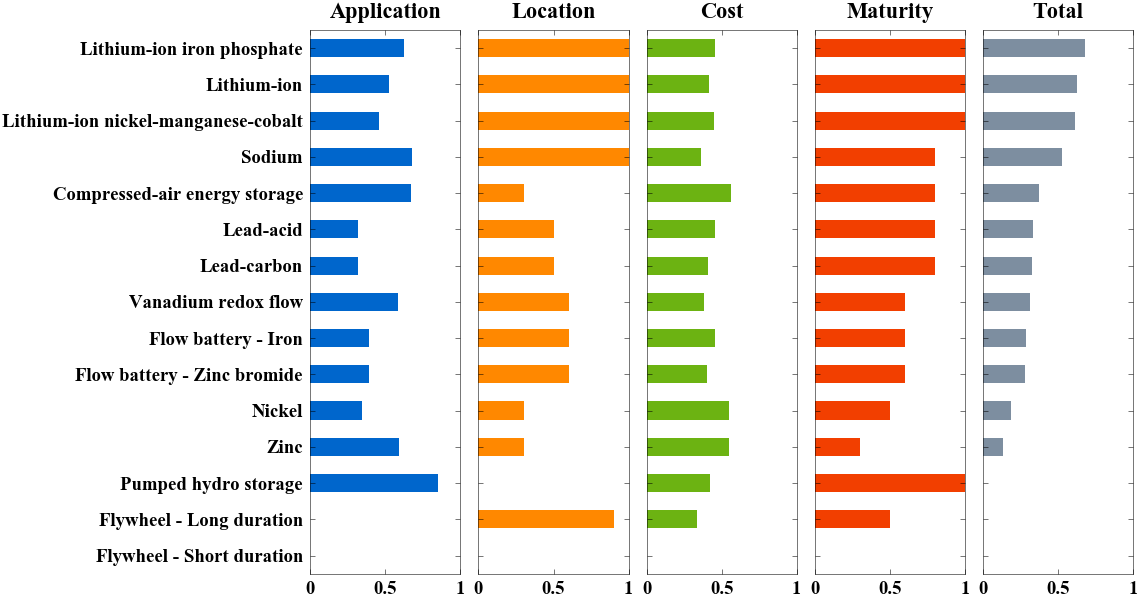 Application Location Cost Maturity Total
Lithium-ion iron phosphate
Lithium-ion
Lithium-ion nickel-manganese-cobalt
Sodium
Compressed-air energy storage
Lead-acid
Lead-carbon
Vanadium redox flow
Flow battery - Iron
Flow battery - Zinc bromide
Nickel
Zinc
Pumped hydro storage
Flywheel - Long duration
Flywheel - Short duration
0 0.5 1 0 0.5 1 0 0.5 1 0 0.5 1 0 0.5 1